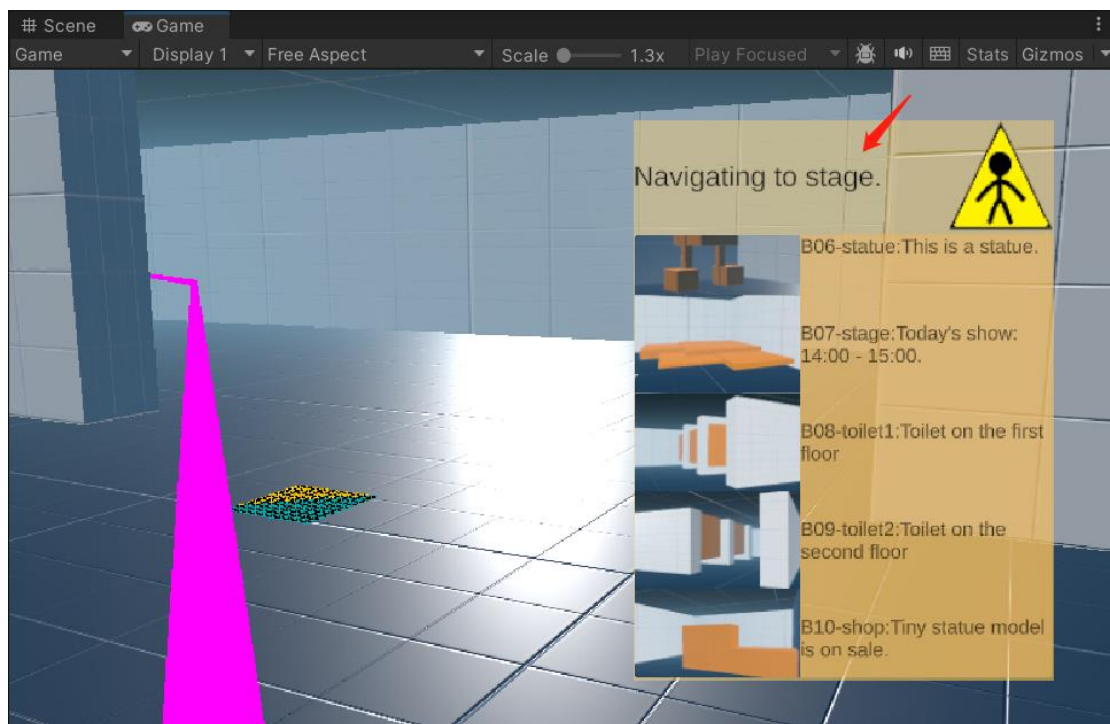 Scene
Game
Game Display 1 Free Aspect Scale 1.3x Play Focused Stats Gizmos
Navigating to stage.
B06-statue:This is a statue.
B07-stage:Today's show:
14:00 - 15:00.
B08-toilet1:Toilet on the first
floor
B09-toilet2:Toilet on the
second floor
B10-shop:Tiny statue model
is on sale.